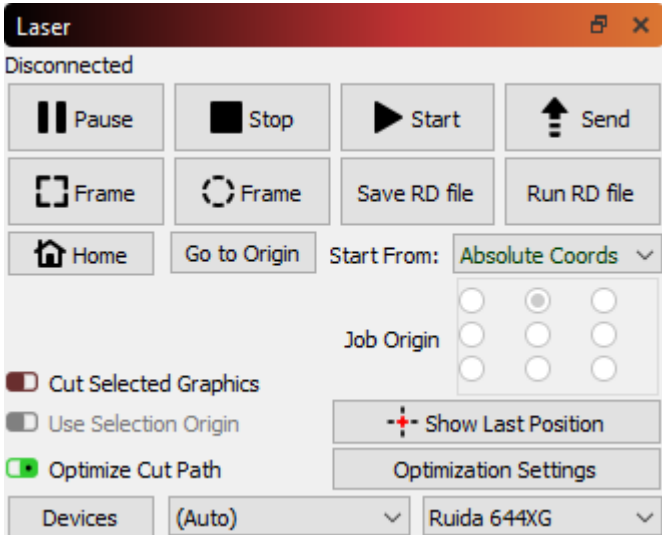 Laser
Disconnected
Pause Stop Start Send
Frame Frame Save RD file Run RD file
Home Go to Origin Start From: Absolute Coords
Job Origin
Cut Selected Graphics
Use Selection Origin Show Last Position
Optimize Cut Path Optimization Settings
Devices (Auto) Ruida 644XG